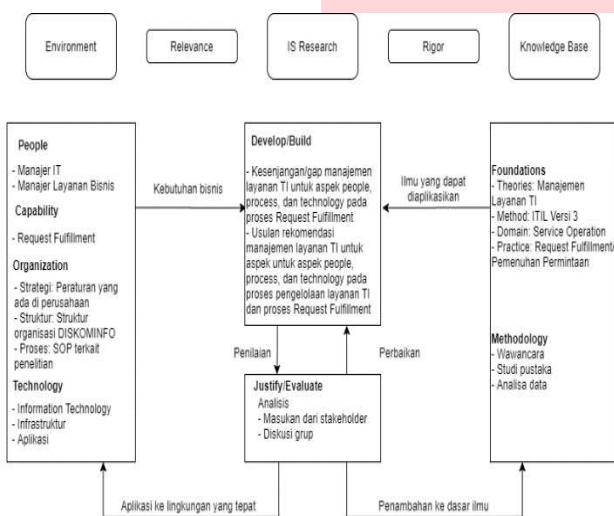 Environment
Relevance
IS Research
Rigor
Knowledge Base
People
- Manajer IT
- Manajer Layanan Bisnis
Capability
- Request Fulfillment
Organization
- Strategi: Peraturan yang
ada di perusahaan
- Struktur: Struktur
organisasi DISKOMINFO
- Proses: SOP terkait
penelitian
Technology
- Information Technology
- Infrastruktur
- Aplikasi
Kebutuhan bisnis
Develop/Build
- Kesenjangan/gap manajemen
layanan TI untuk aspek people,
process, dan technology pada
proses Request Fulfillment
- Usulan rekomendasi
manajemen layanan TI untuk
aspek untuk aspek people,
process, dan technology pada
proses pengelolaan layanan TI
dan proses Request Fulfillment
Penilaian
Perbaikan
Justify/Evaluate
Analisis
- Masukan dari stakeholder
- Diskusi grup
Ilmu yang dapat
diaplikasikan
Foundations
- Theories: Manajemen
Layanan TI
- Method: ITIL Versi 3
- Domain: Service Operation
- Practice: Request Fulfillment/
Pemenuhan Permintaan
Methodology
- Wawancara
- Studi pustaka
- Analisa data
Aplikasi ke lingkungan yang tepat
Penambahan ke dasar ilmu